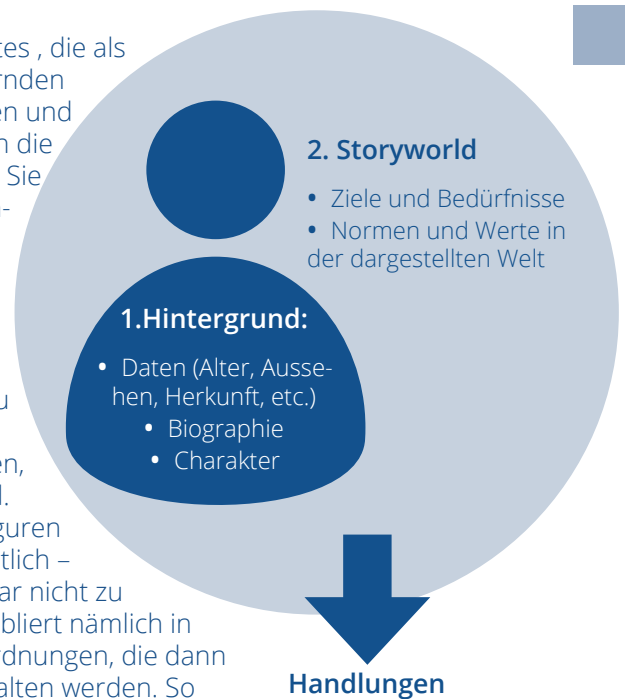 tes , die als
en und
n die
Sie
2. Storyworld
• Ziele und Bedürfnisse
• Normen und Werte in
der dargestellten Welt
1.Hintergrund:
• Daten (Alter, Ausse-
hen, Herkunft, etc.)
• Biographie
• Charakter
guren
tlich –
ar nicht zu
bliert nämlich in
rdnungen, die dann
alten werden. So
Handlungen